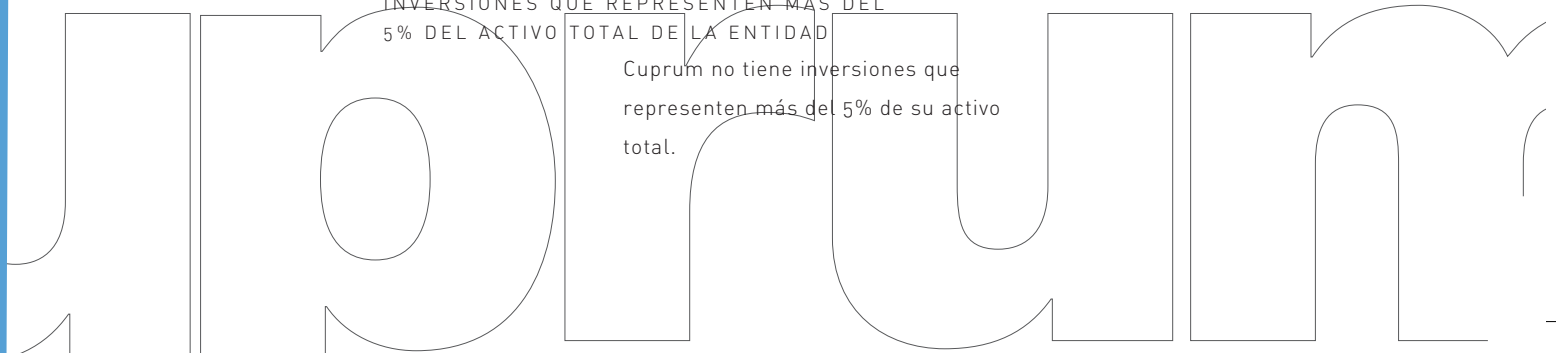 INVERSIONES QUE REPRESENTEN MÁS DEL
5% DEL ACTIVO TOTAL DE LA ENTIDAD
Cuprum no tiene inversiones que
representen más del 5% de su activo
total.
uprum